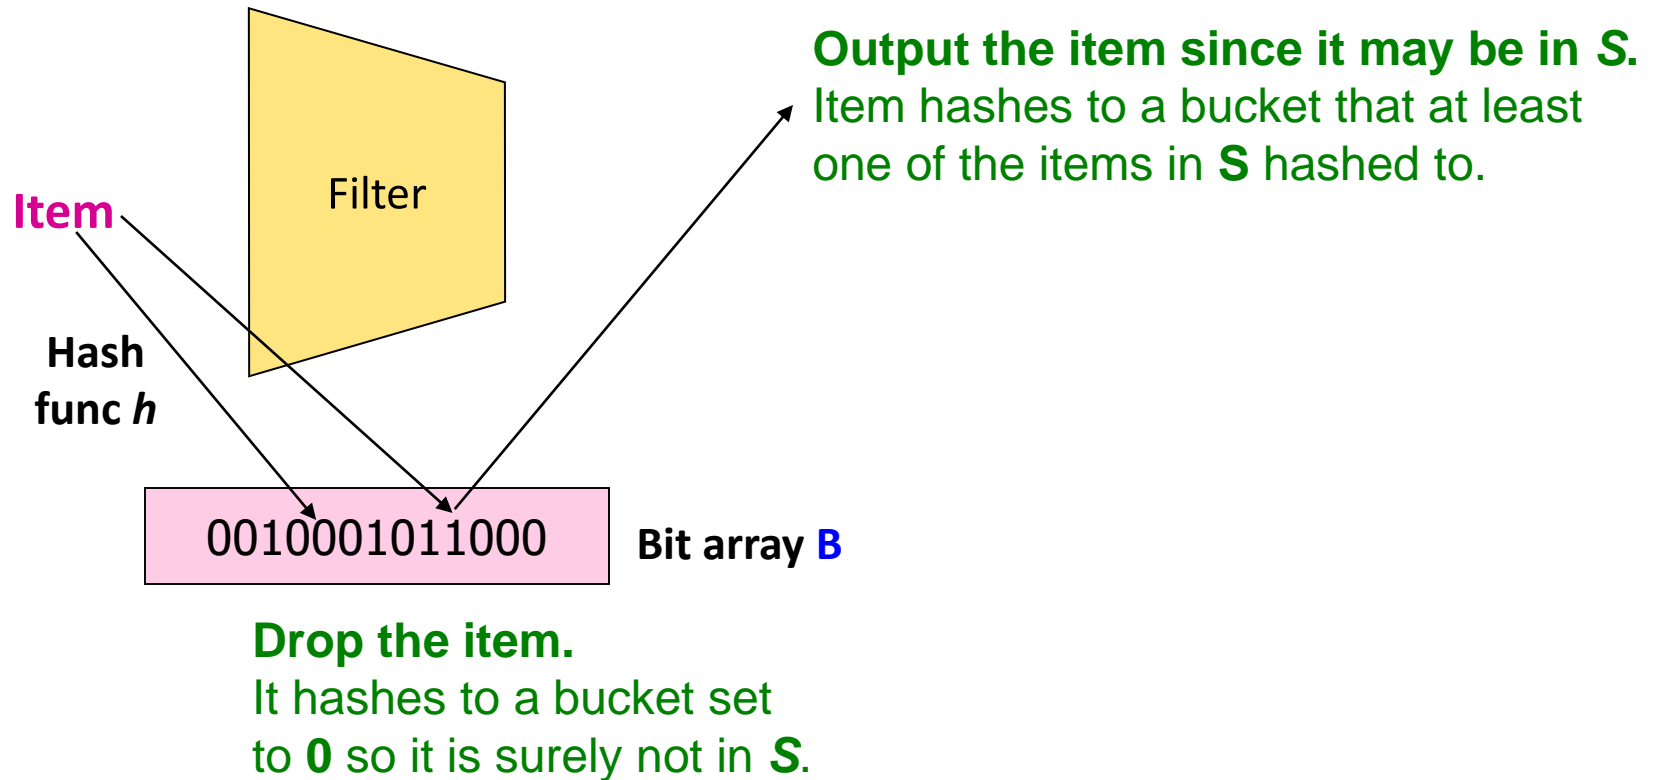 Output the item since it may be in S.
Item hashes to a bucket that at least
one of the items in S hashed to.
Filter
Item
Hash
func h
0010001011000
Bit array B
Drop the item.
It hashes to a bucket set
to 0 so it is surely not in S.